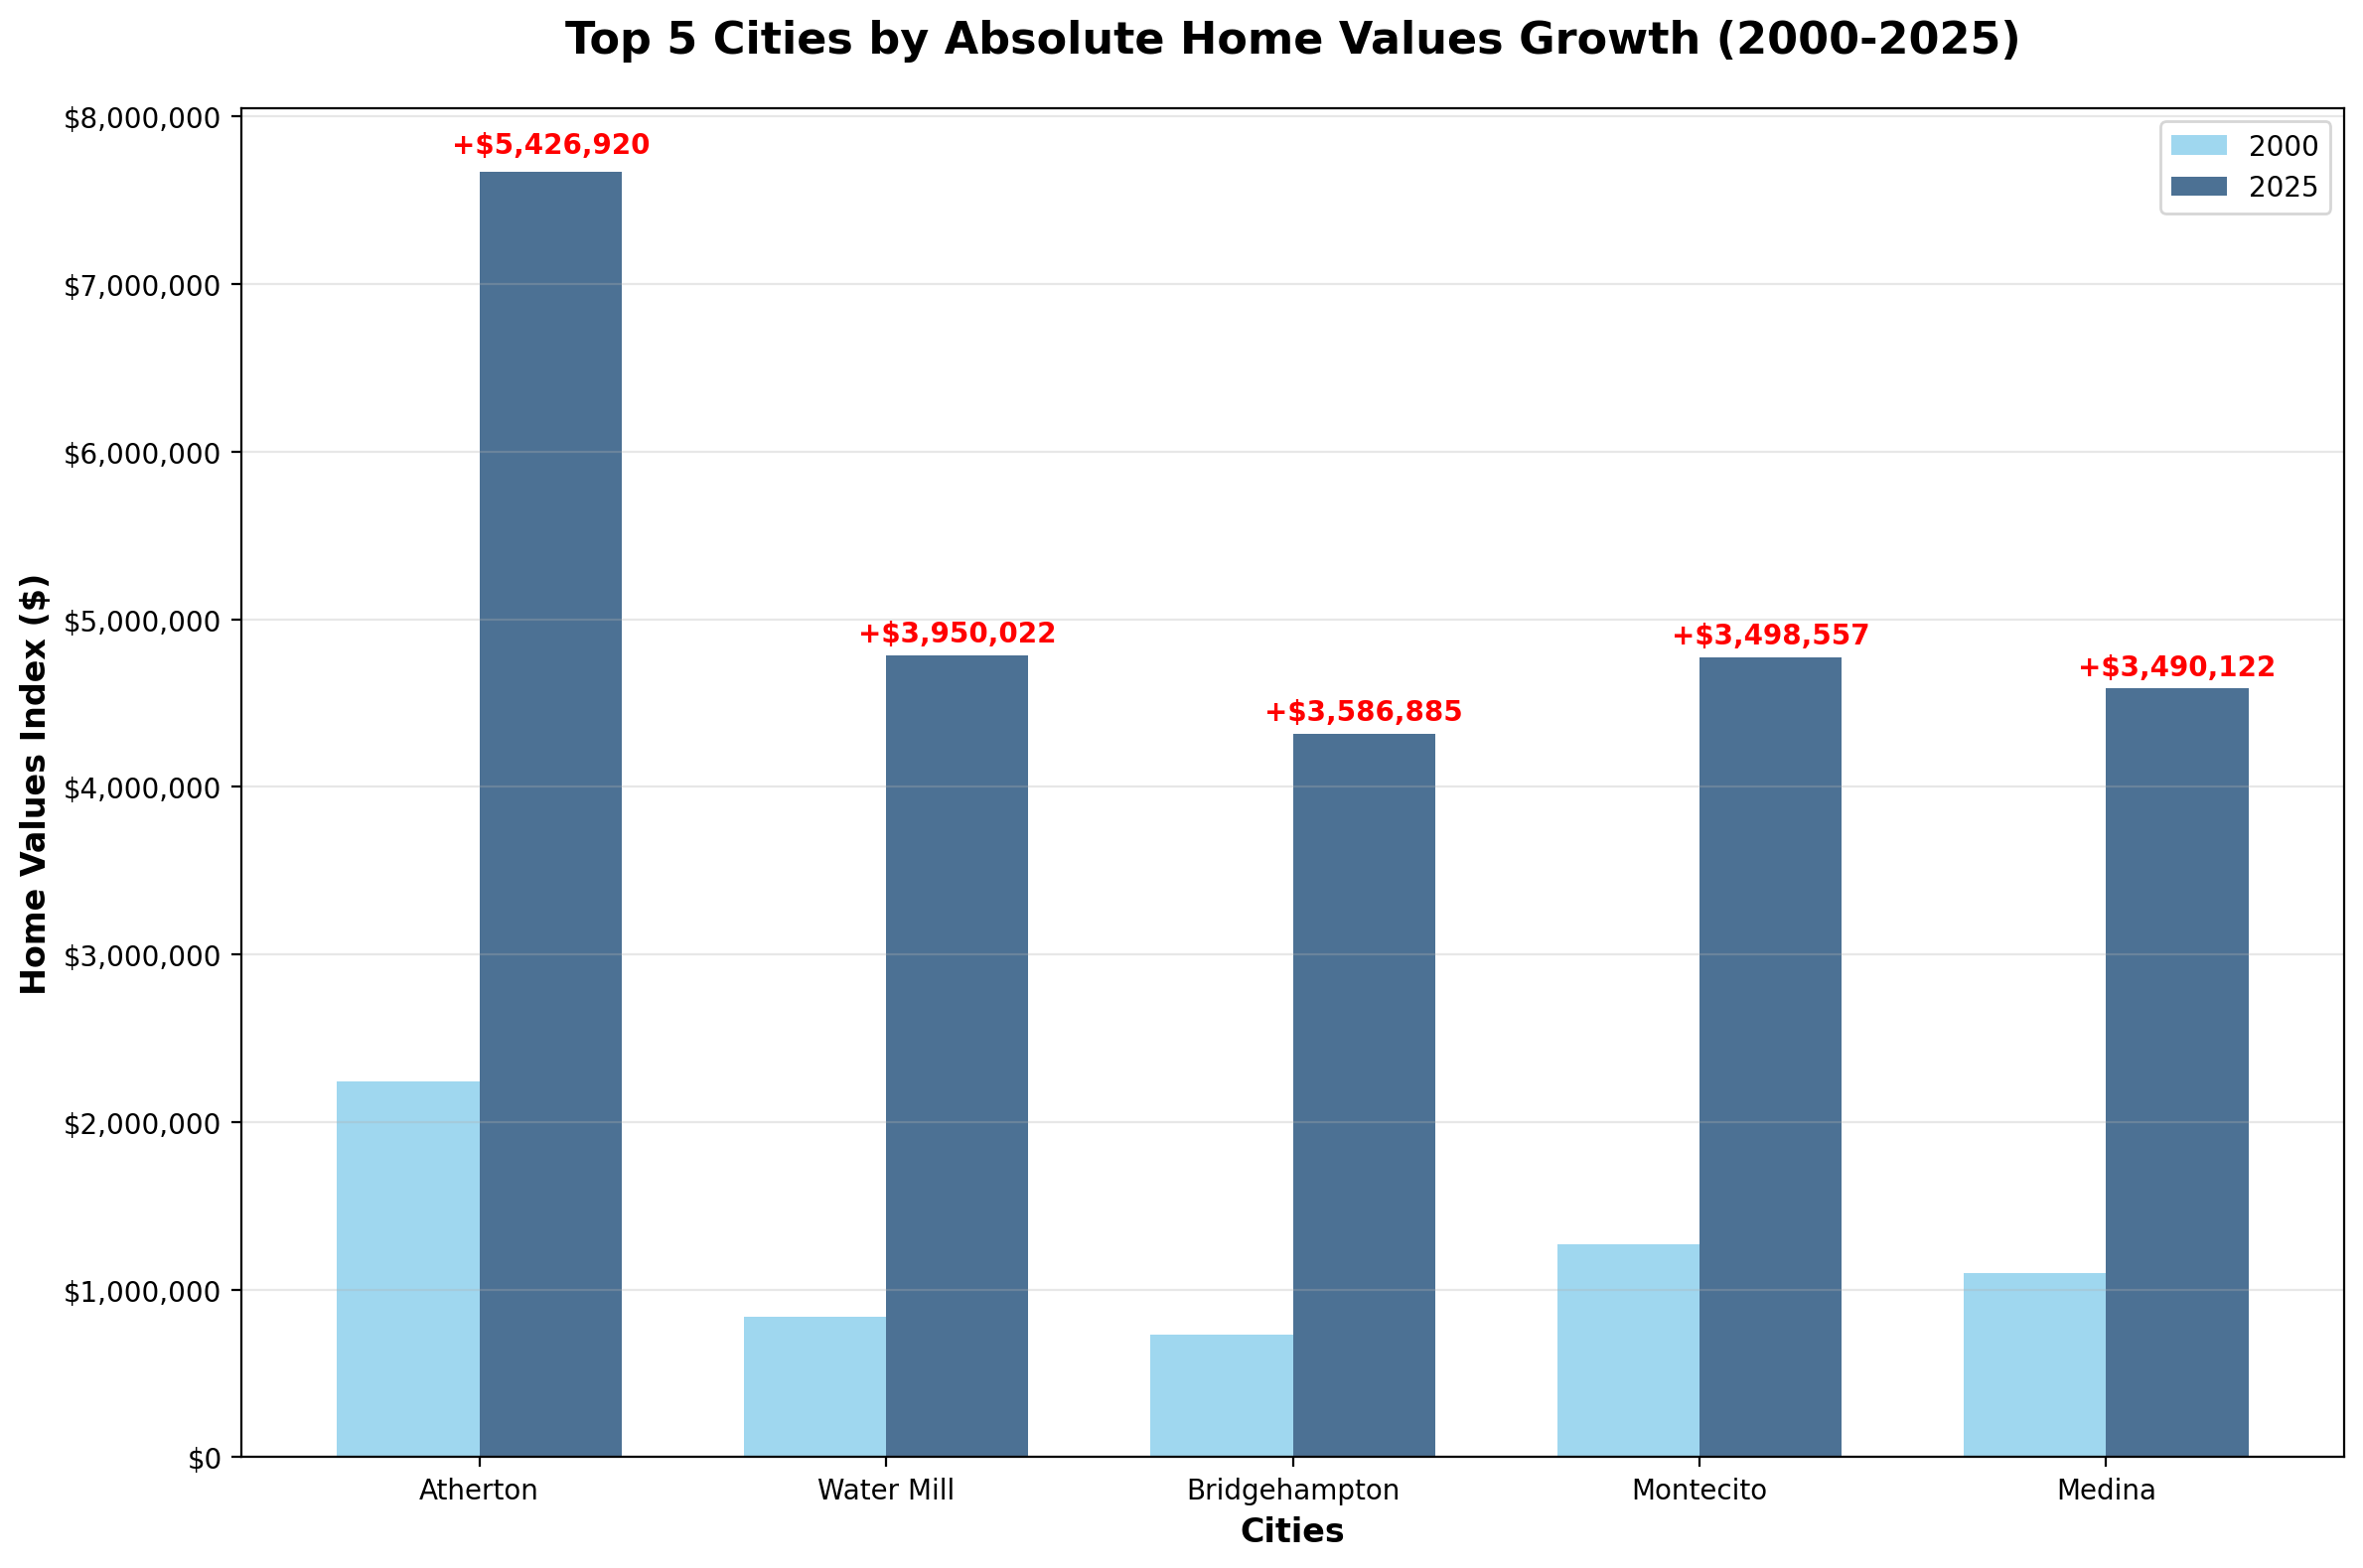 Top 5 Cities by Absolute Home Values Growth (2000-2025)
$8,000,000
$7,000,000
$6,000,000
$5,000,000
$4,000,000
$3,000,000
$2,000,000
$1,000,000
$0
Home Values Index ($)
+$5,426,920
+$3,950,022
+$3,586,885
+$3,498,557
+$3,490,122
2000
2025
Atherton
Water Mill
Bridgehampton
Montecito
Medina
Cities